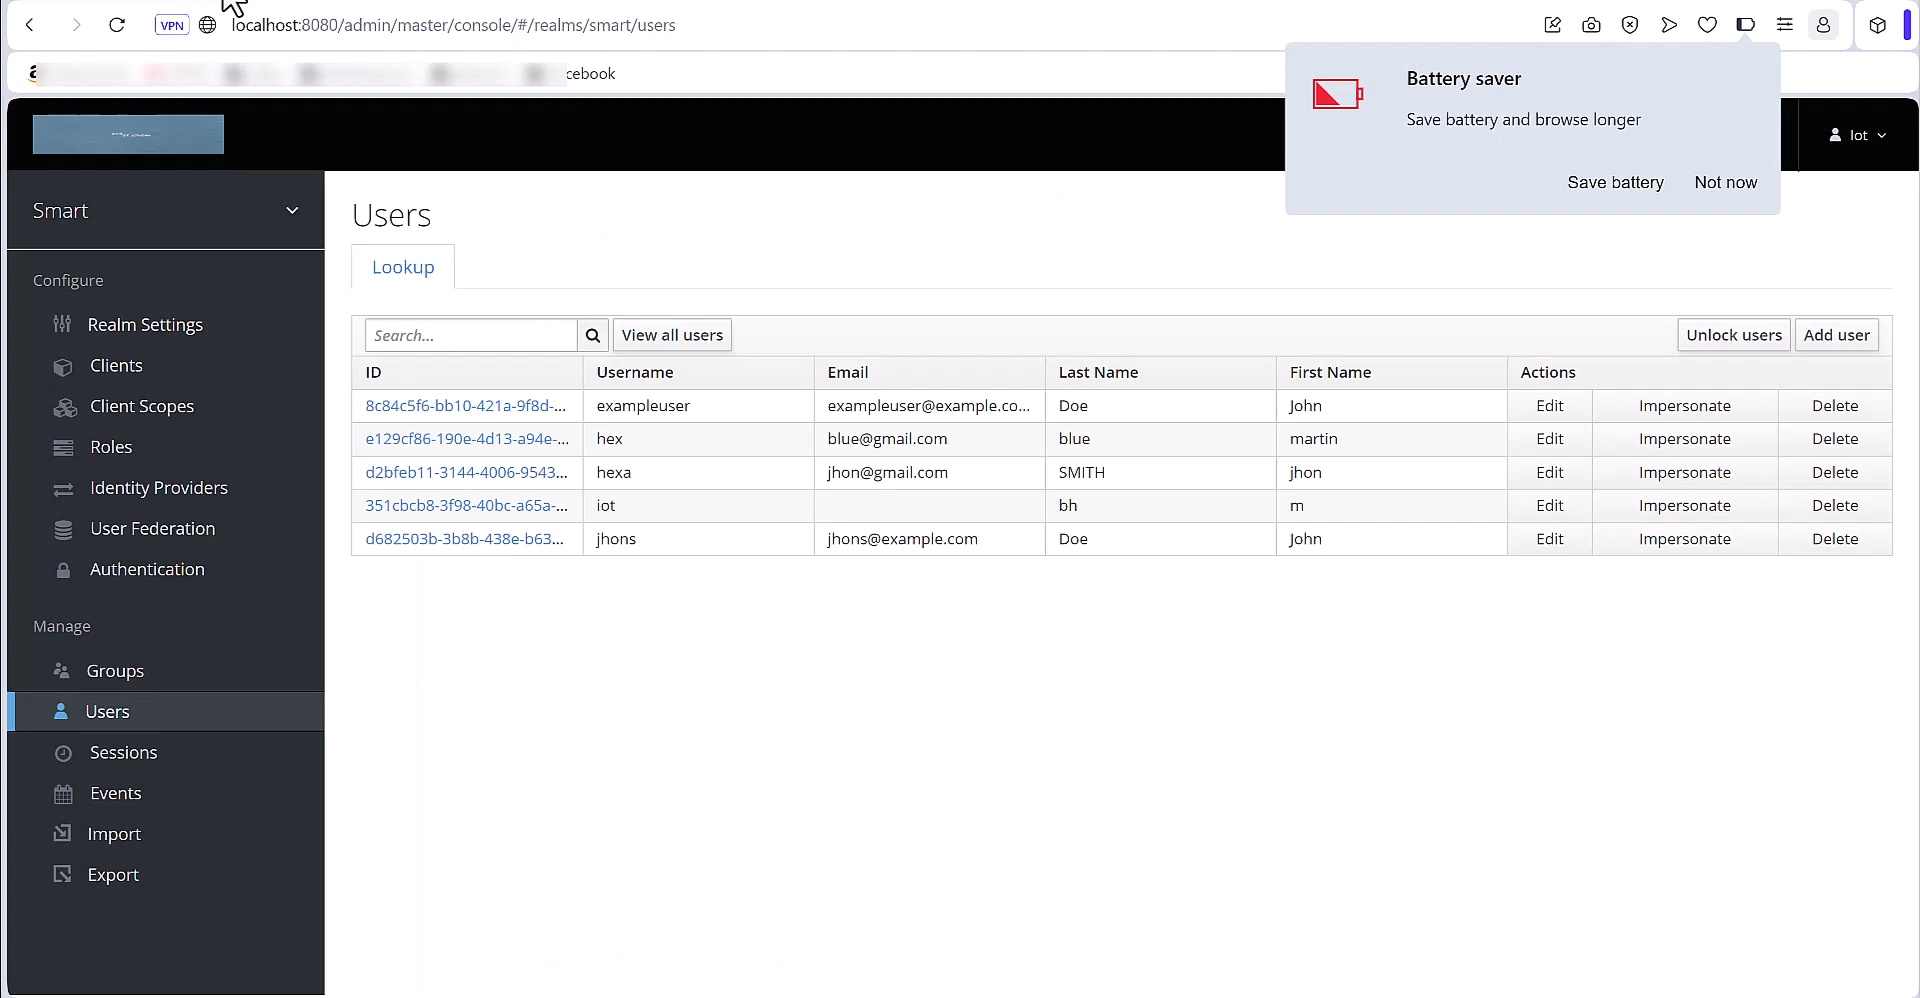 VPN localhost:8080/admin/master/console/#/realms/smart/users
cebook
Battery saver
Save battery and browse longer
Save battery Not now
Iot
Smart
Configure
Realm Settings
Clients
Client Scopes
Roles
Identity Providers
User Federation
Authentication
Manage
Groups
Users
Sessions
Events
Import
Export
Users
Lookup
Search... View all users Unlock users Add user
ID Username Email Last Name First Name Actions
8c84c5f6-bb10-421a-9f8d-... exampleuser exampleuser@example.co... Doe John Edit Impersonate Delete
e129cf86-190e-4d13-a94e-... hex blue@gmail.com blue martin Edit Impersonate Delete
d2bfeb11-3144-4006-9543... hexa jhon@gmail.com SMITH jhon Edit Impersonate Delete
351cbcb8-3f98-40bc-a65a-... iot bh m Edit Impersonate Delete
d682503b-3b8b-438e-b63... jhons jhons@example.com Doe John Edit Impersonate Delete